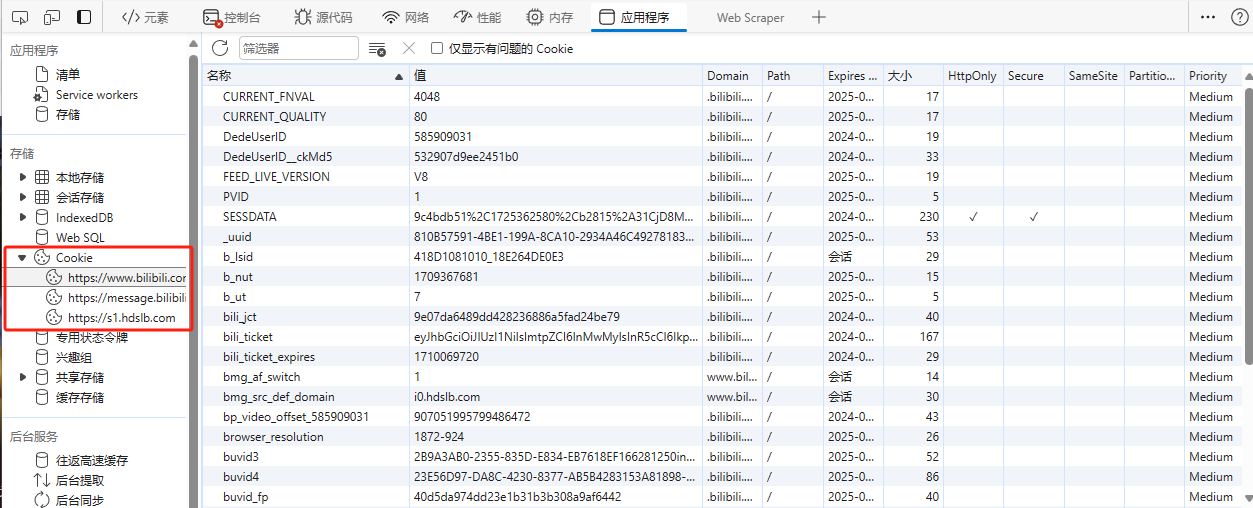 元素 控制台 源代码 网络 性能 内存 应用程序 Web Scraper
应用程序
清单
Service workers
存储
存储
本地存储
会话存储
IndexedDB
Web SQL
Cookie
https://www.bilibili.cor
https://message.bilibili
https://s1.hdslb.com
专用状态令牌
兴趣组
共享存储
缓存存储
后台服务
往返高速缓存
后台提取
后台同步
筛选器 仅显示有问题的 Cookie
名称 值 Domain Path Expires ... 大小 HttpOnly Secure SameSite Partitio... Priority
CURRENT_FNVAL 4048 .bilibili.... / 2025-0... 17 Medium
CURRENT_QUALITY 80 .bilibili.... / 2025-0... 17 Medium
DedeUserID 585909031 .bilibili.... / 2024-0... 19 Medium
DedeUserID__ckMd5 532907d9ee2451b0 .bilibili.... / 2024-0... 33 Medium
FEED_LIVE_VERSION V8 .bilibili.... / 2025-0... 19 Medium
PVID 1 .bilibili.... / 2025-0... 5 Medium
SESSDATA 9c4bdb51%2C1725362580%2Cb2815%2A31CjD8M... .bilibili.... / 2024-0... 230 ✓ ✓ Medium
_uuid 810B57591-4BE1-199A-8CA10-2934A46C49278183... .bilibili.... / 2025-0... 53 Medium
b_lsid 418D1081010_18E264DE0E3 .bilibili.... / 会话 29 Medium
b_nut 1709367681 .bilibili.... / 2025-0... 15 Medium
b_ut 7 .bilibili.... / 2025-0... 5 Medium
bili_jct 9e07da6489dd428236886a5fad24be79 .bilibili.... / 2024-0... 40 Medium
bili_ticket eyJhbGciOiJIUzI1NiIsImtpZCI6InMwMyIsInR5cCI6Ikp... .bilibili.... / 2024-0... 167 Medium
bili_ticket_expires 1710069720 .bilibili.... / 2024-0... 29 Medium
bmg_af_switch 1 www.bil... / 会话 14 Medium
bmg_src_def_domain i0.hdslb.com www.bil... / 会话 30 Medium
bp_video_offset_585909031 907051995799486472 .bilibili.... / 2024-0... 43 Medium
browser_resolution 1872-924 .bilibili.... / 2025-0... 26 Medium
buvid3 2B9A3AB0-2355-835D-E834-EB7618EF166281250in... .bilibili.... / 2025-0... 52 Medium
buvid4 23E56D97-DA8C-4230-8377-AB5B4283153A81898-... .bilibili.... / 2025-0... 86 Medium
buvid_fp 40d5da974dd23e1b31b3b308a9af6442 .bilibili.... / 2025-0... 40 Medium